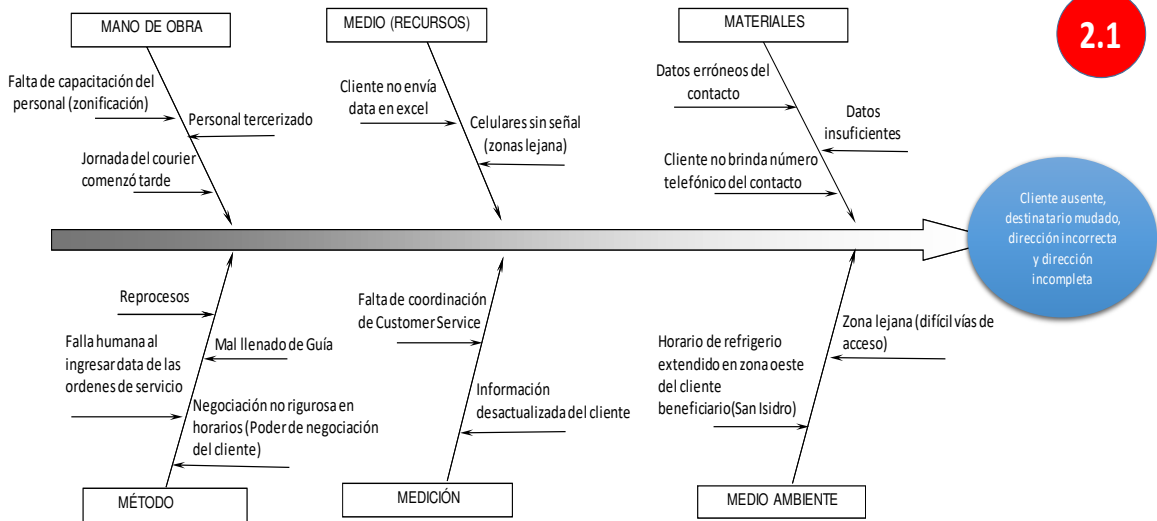 MANO DE OBRA
MEDIO (RECURSOS)
MATERIALES
2.1
Falta de capacitación del
personal (zonificación)
Personal tercerizado
Jornada del courier
comenzó tarde
Cliente no envía
data en excel
Celulares sin señal
(zonas lejana)
Datos erróneos del
contacto
Datos
insuficientes
Cliente no brinda número
telefónico del contacto
Cliente ausente,
destinatario mudado,
dirección incorrecta
y dirección
incompleta
Reprocesos
Falla humana al
ingresar data de las
ordenes de servicio
Mal llenado de Guía
Negociación no rigurosa en
horarios (Poder de negociación
del cliente)
Falta de coordinación
de Customer Service
Información
desactualizada del cliente
Horario de refrigerio
extendido en zona oeste
del cliente
beneficiario(San Isidro)
Zona lejana (difícil vías de
acceso)
MÉTODO
MEDICIÓN
MEDIO AMBIENTE